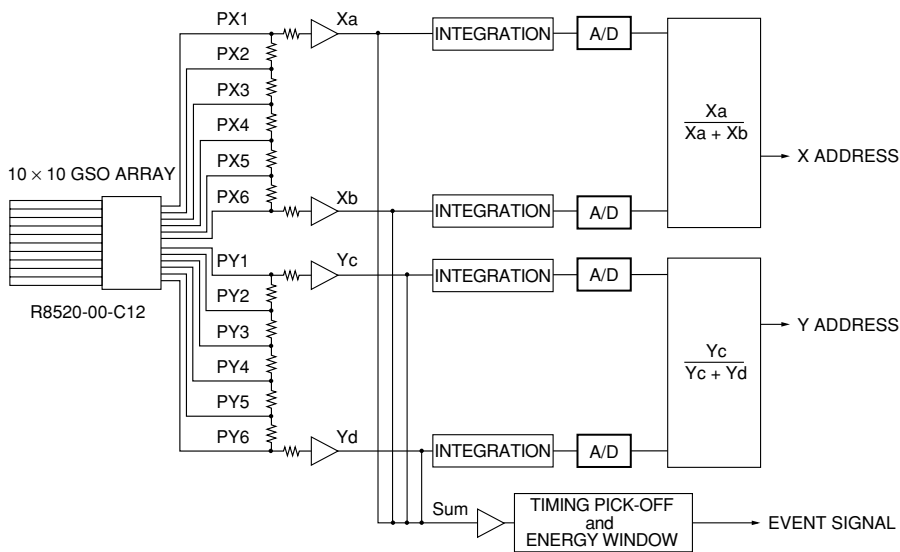 PX1
Xa
INTEGRATION
A/D
PX2
PX3
Xa
Xa + Xb
PX4
X ADDRESS
PX5
10 × 10 GSO ARRAY
PX6
Xb
INTEGRATION
A/D
PY1
Yc
INTEGRATION
A/D
PY2
R8520-00-C12
PY3
Y ADDRESS
Yc
Yc + Yd
PY4
PY5
PY6
Yd
INTEGRATION
A/D
Sum
TIMING PICK-OFF
and
ENERGY WINDOW
EVENT SIGNAL